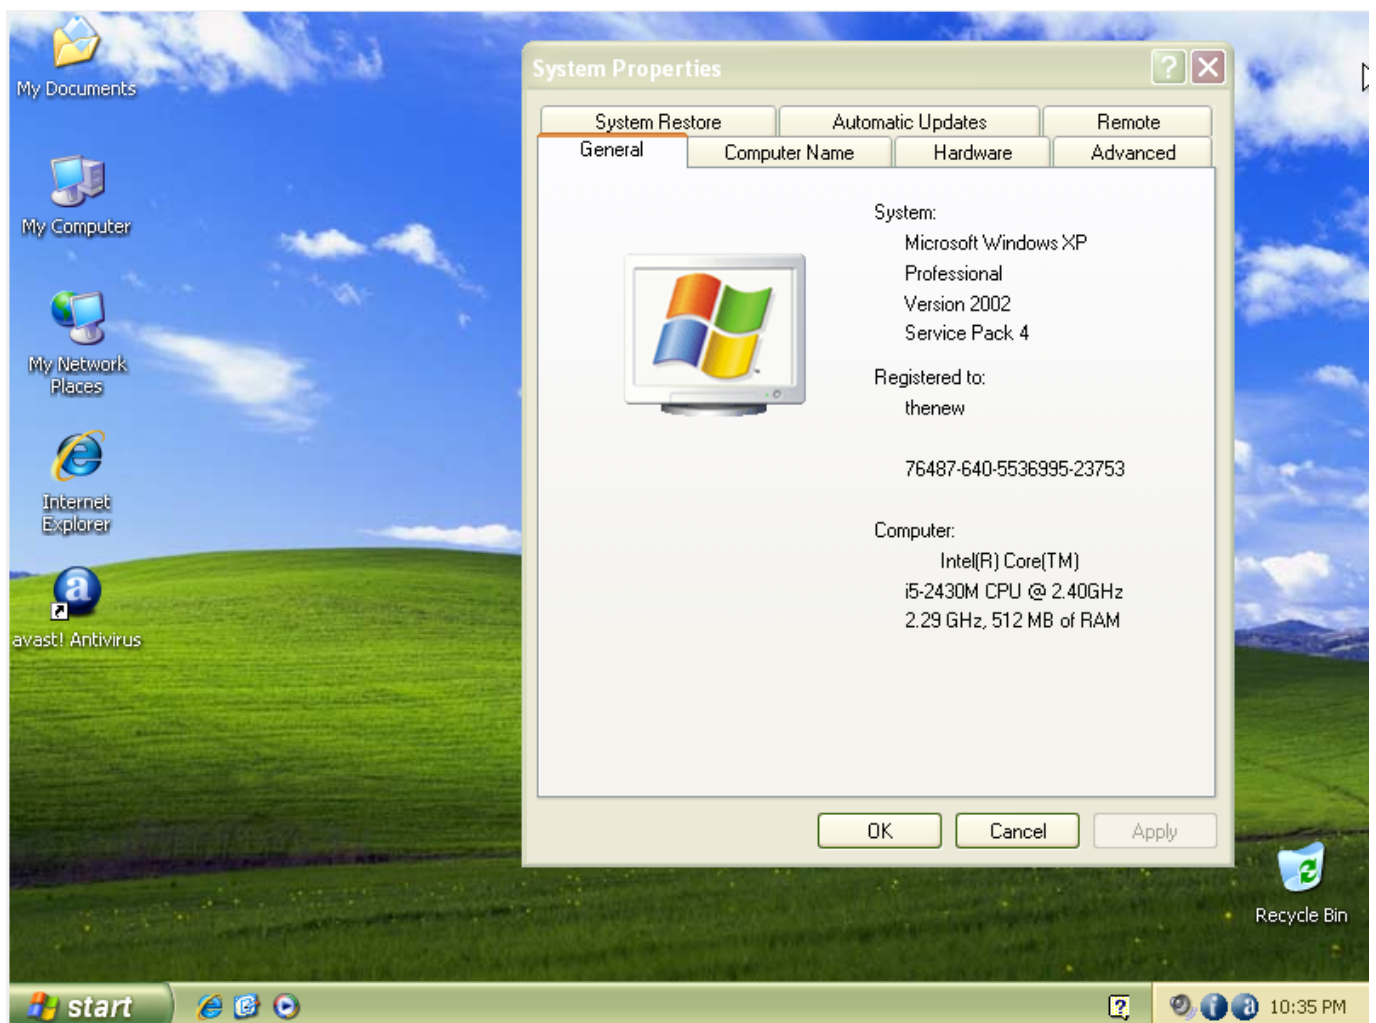 My Documents
My Computer
My Network
Places
Internet
Explorer
a
avast! Antivirus
System Properties
?
System Restore
Automatic Updates
Remote
General
Computer Name
Hardware
Advanced
System:
Microsoft Windows XP
Professional
Version 2002
Service Pack 4
Registered to:
thenew
76487-640-5536995-23753
Computer:
Intel(R) Core(TM)
i5-2430M CPU @ 2.40GHz
2.29 GHz, 512 MB of RAM
OK
Cancel
Apply
Recycle Bin
start
?
i
a
10:35 PM